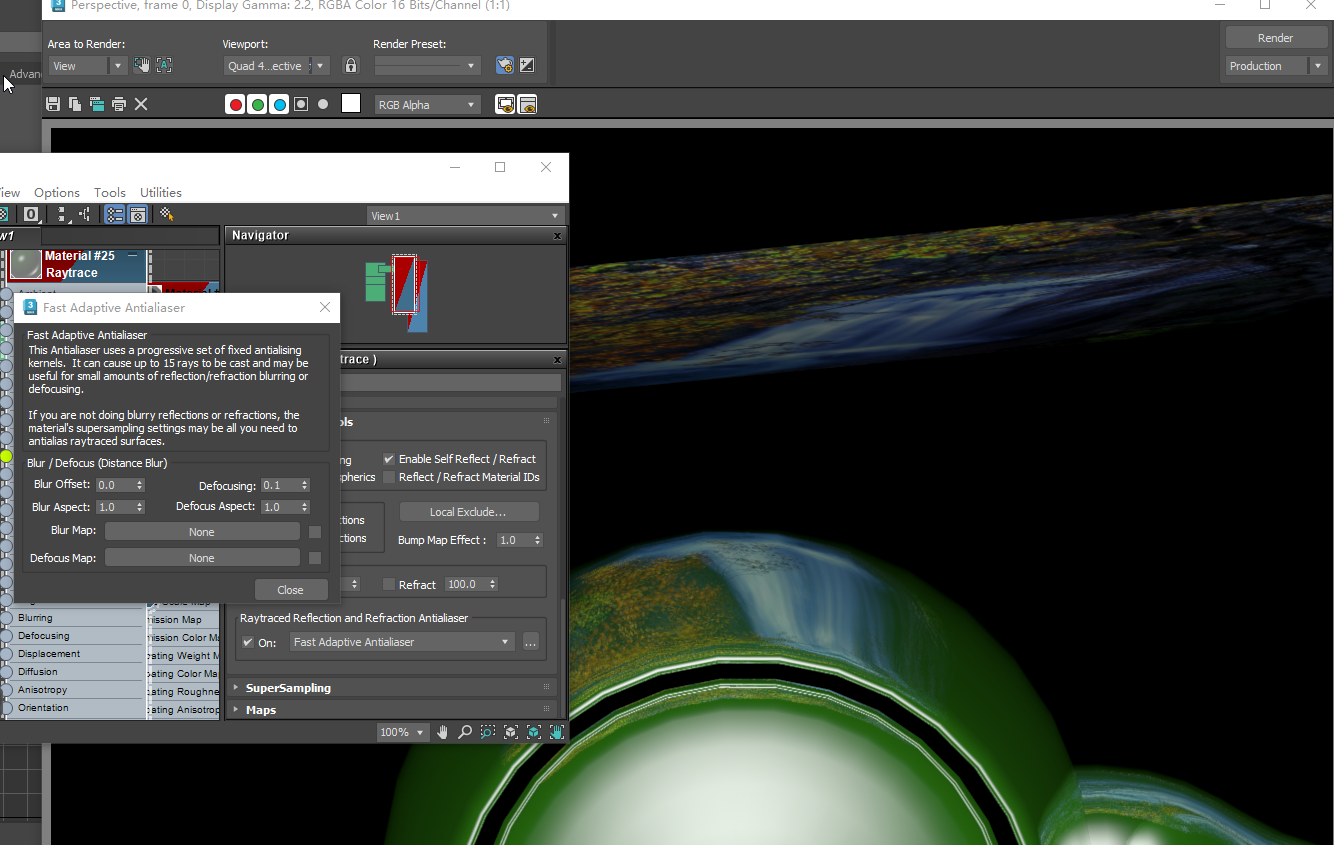 Perspective, frame 0, Display Gamma: 2.2, RGBA Color 16 Bits/Channel (1:1)
Area to Render:
Viewport:
Render Preset:
View
Quad 4...ective
Render
Production
Advan
RGB Alpha
iew Options Tools Utilities
View1
w1
Navigator
Material #25
Raytrace
Fast Adaptive Antialiaser
Fast Adaptive Antialiaser
This Antialiaser uses a progressive set of fixed antialising
kernels. It can cause up to 15 rays to be cast and may be
useful for small amounts of reflection/refraction blurring or
defocusing.
If you are not doing blurry reflections or refractions, the
material's supersampling settings may be all you need to
antialias raytraced surfaces.
Blur / Defocus (Distance Blur)
Blur Offset: 0.0 Defocusing: 0.1
Blur Aspect: 1.0 Defocus Aspect: 1.0
Blur Map: None
Defocus Map: None
Close
trace )
ols
ng Enable Self Reflect / Refract
spherics Reflect / Refract Material IDs
tions Local Exclude...
ctions Bump Map Effect : 1.0
Refract 100.0
Raytraced Reflection and Refraction Antialiaser
On: Fast Adaptive Antialiaser ...
SuperSampling
Maps
Blurring
Defocusing
Displacement
Diffusion
Anisotropy
Orientation
ission Map
ission Color Ma
ating Weight M
ating Color Map
ating Roughne
ating Anisotrop
100%